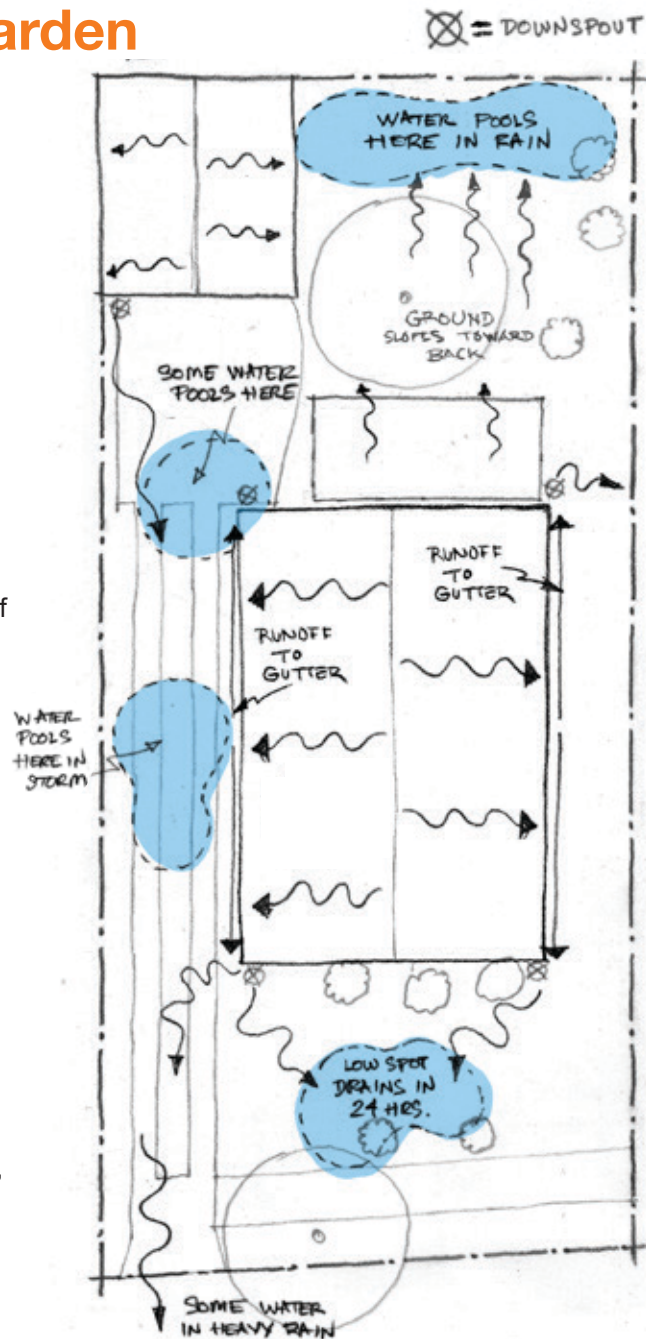 arden
= DOWNSPOUT
WATER POOLS
HERE IN RAIN
GROUND
SLOPES TOWARD
BACK
SOME WATER
POOLS HERE
RUNOFF
TO
GUTTER
f
RUNOFF
TO
GUTTER
WATER
POOLS
HERE IN
STORM
LOW SPOT
DRAINS IN
24 HRS.
SOME WATER
IN HEAVY RAIN